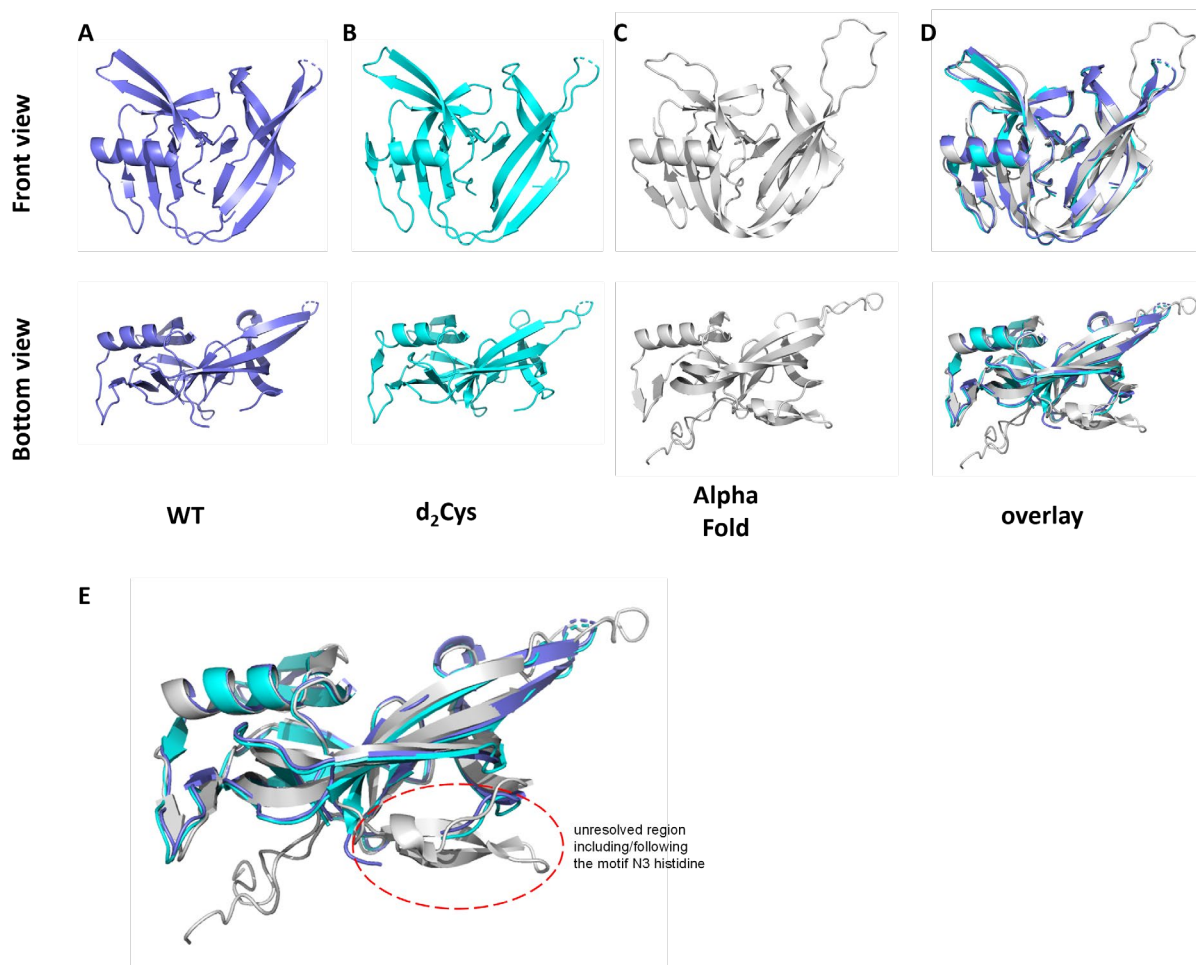 A
B
C
D
Front view
Bottom view
WT
d₂Cys
Alpha
Fold
overlay
E
unresolved region
including/following
the motif N3 histidine